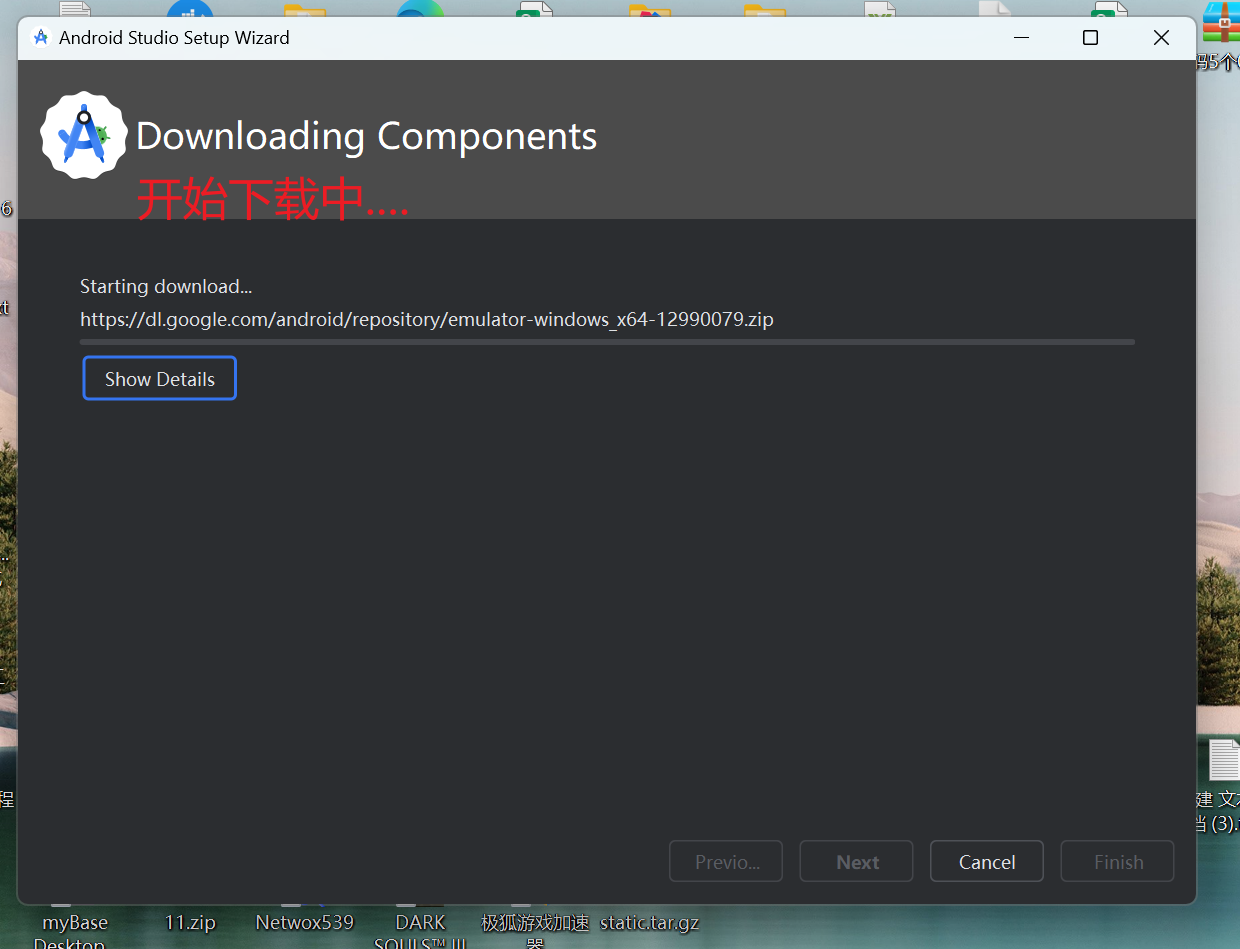 Android Studio Setup Wizard
Downloading Components
开始下载中....
Starting download...
https://dl.google.com/android/repository/emulator-windows_x64-12990079.zip
Show Details
Previo...
Next
Cancel
Finish
码5个
6
程
建 文本
档 (3).
myBase
Desktop
11.zip
Netwox539
DARK
SOULS™ III
极狐游戏加速
器
static.tar.gz